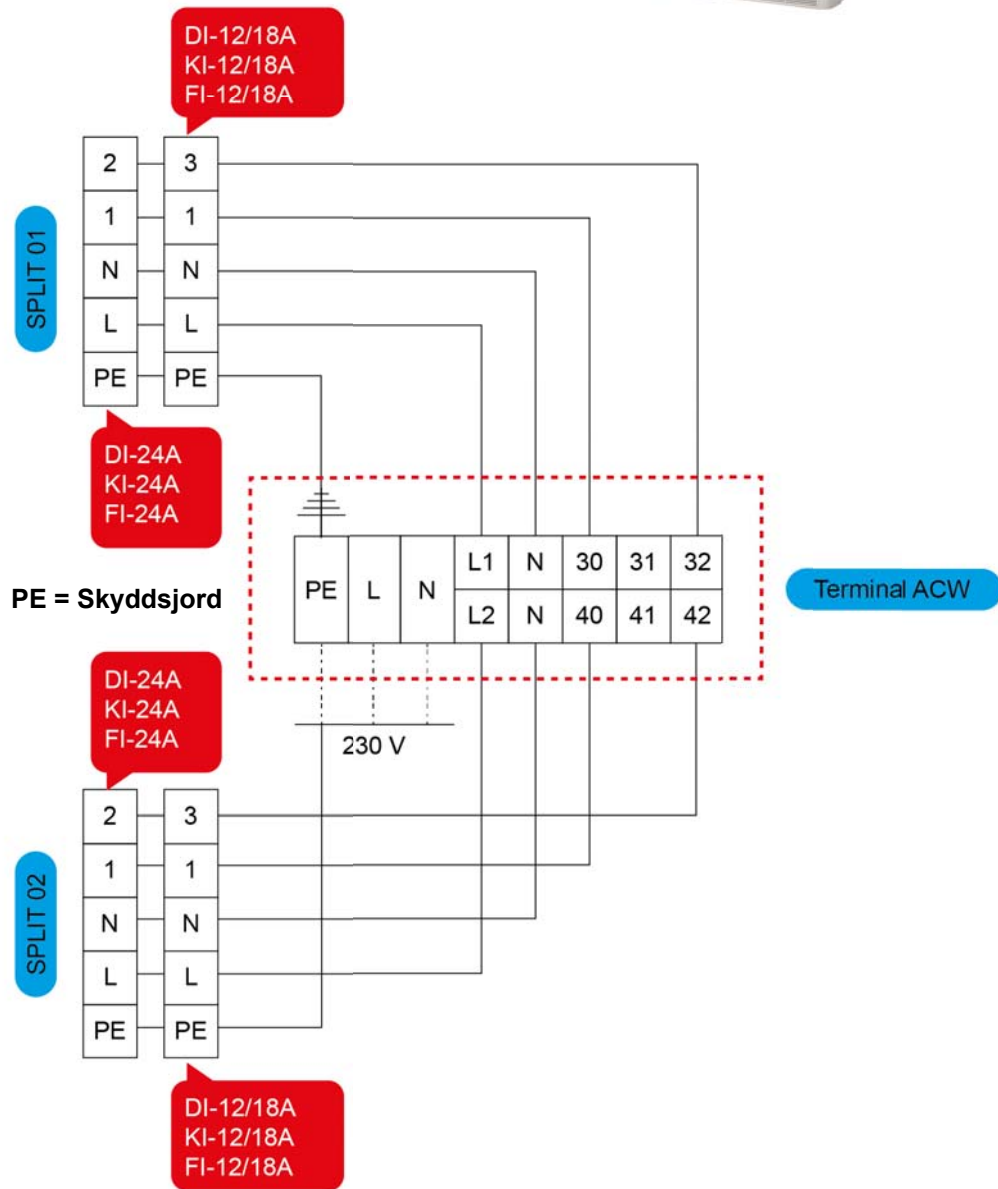 DI-12/18A
KI-12/18A
FI-12/18A
2 3
1 1
N N
L L
PE PE
SPLIT 01
DI-24A
KI-24A
FI-24A
PE L N L1 N 30 31 32
L2 N 40 41 42
Terminal ACW
PE = Skyddsjord
230 V
DI-24A
KI-24A
FI-24A
2 3
1 1
N N
L L
PE PE
SPLIT 02
DI-12/18A
KI-12/18A
FI-12/18A